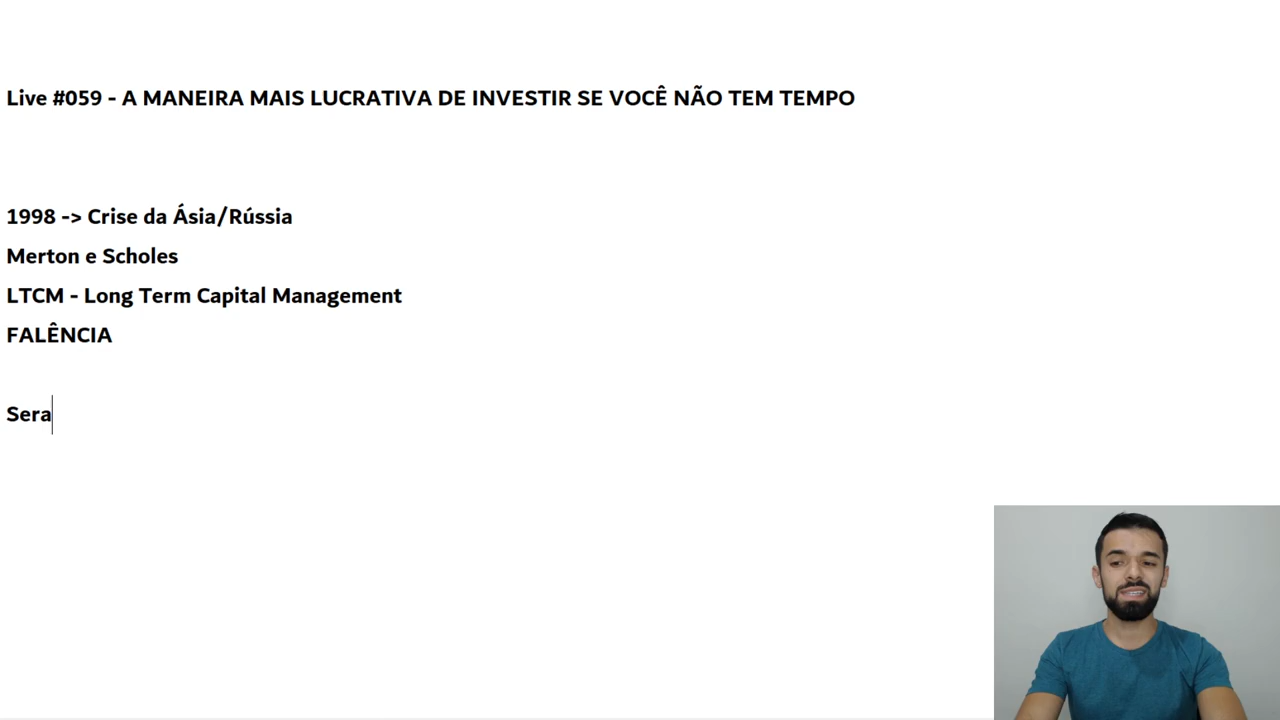 Live #059 - A MANEIRA MAIS LUCRATIVA DE INVESTIR SE VOCÊ NÃO TEM TEMPO
1998 -> Crise da Ásia/Rússia
Merton e Scholes
LTCM - Long Term Capital Management
FALÊNCIA
Sera